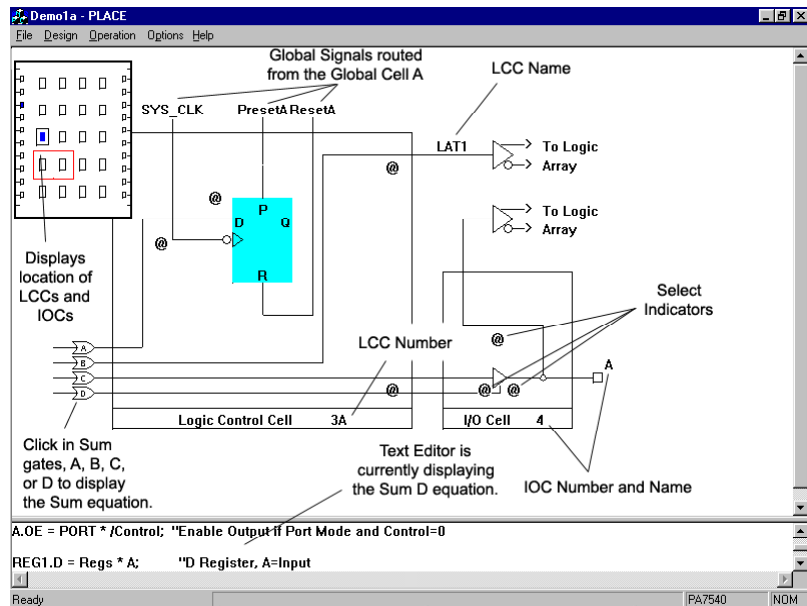 Demo1a - PLACE
File Design Operation Options Help
Global Signals routed
from the Global Cell A
LCC Name
SYS_CLK
PresetA
ResetA
LAT1
To Logic
Array
@
@
@
P
D
Q
R
To Logic
Array
Displays
location of
LCCs and
IOCs
Select
Indicators
@
LCC Number
A
B
C
D
@
@
@
A
Logic Control Cell 3A
I/O Cell 4
Click in Sum
gates, A, B, C,
or D to display
the Sum equation.
Text Editor is
currently displaying
the Sum D equation.
IOC Number and Name
A.OE = PORT * /Control; "Enable Output if Port Mode and Control=0
REG1.D = Regs * A; "D Register, A=Input
Ready
PA7540
NOM